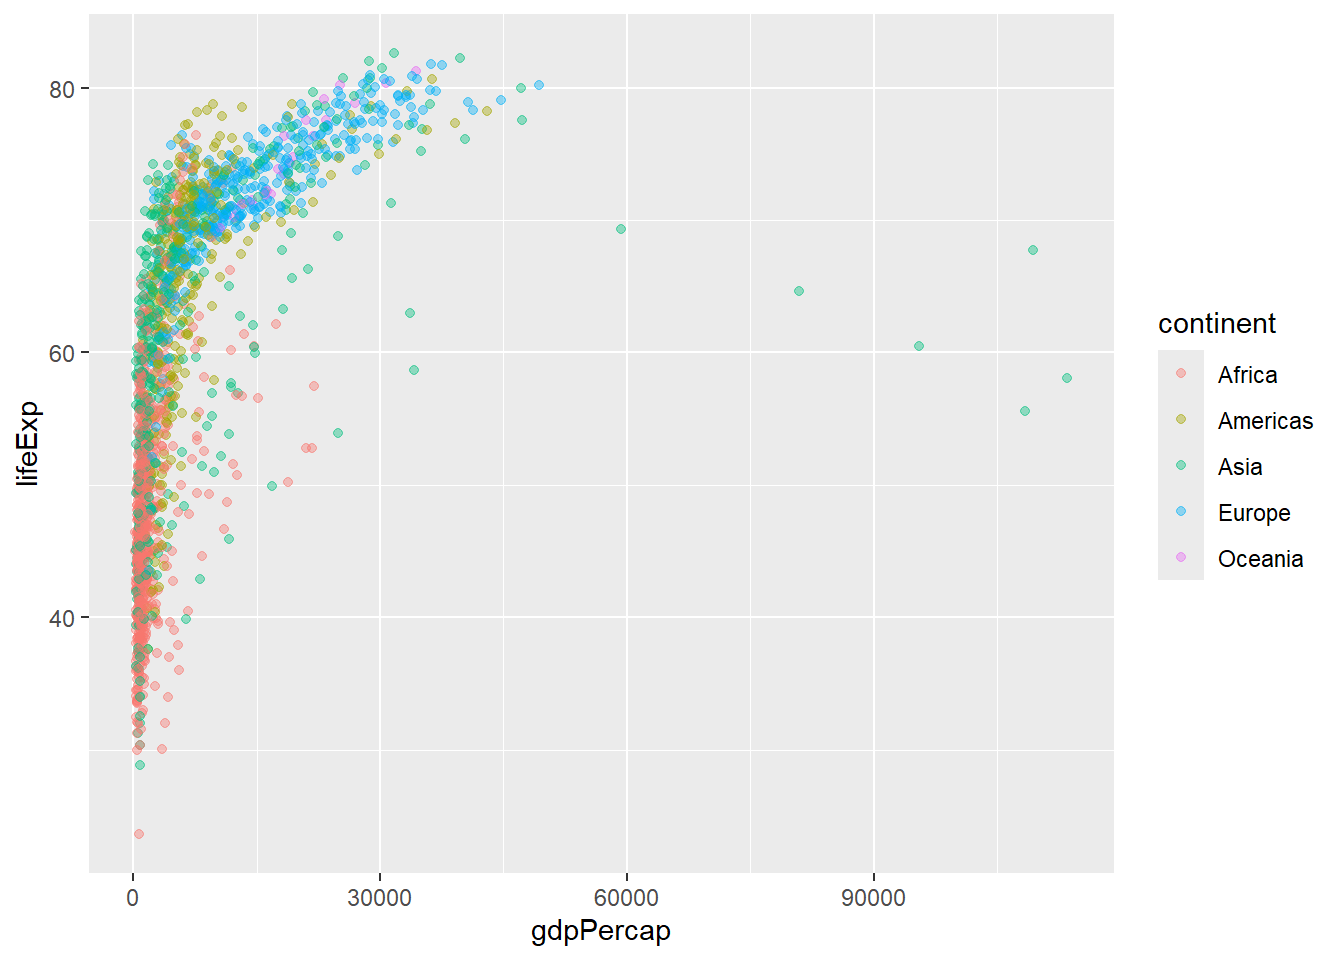 80
60
40
lifeExp
0 30000 60000 90000
gdpPercap
continent
Africa
Americas
Asia
Europe
Oceania